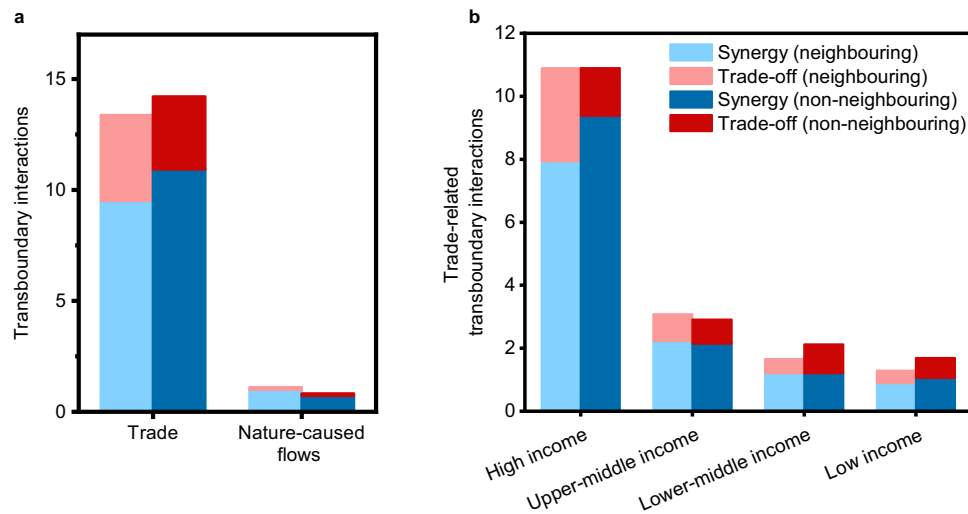 a
Transboundary interactions
15
10
5
0
Trade
Nature-caused
flows
b
Trade-related
transboundary interactions
12
10
8
6
4
2
0
Synergy (neighbouring)
Trade-off (neighbouring)
Synergy (non-neighbouring)
Trade-off (non-neighbouring)
High income
Upper-middle income
Lower-middle income
Low income